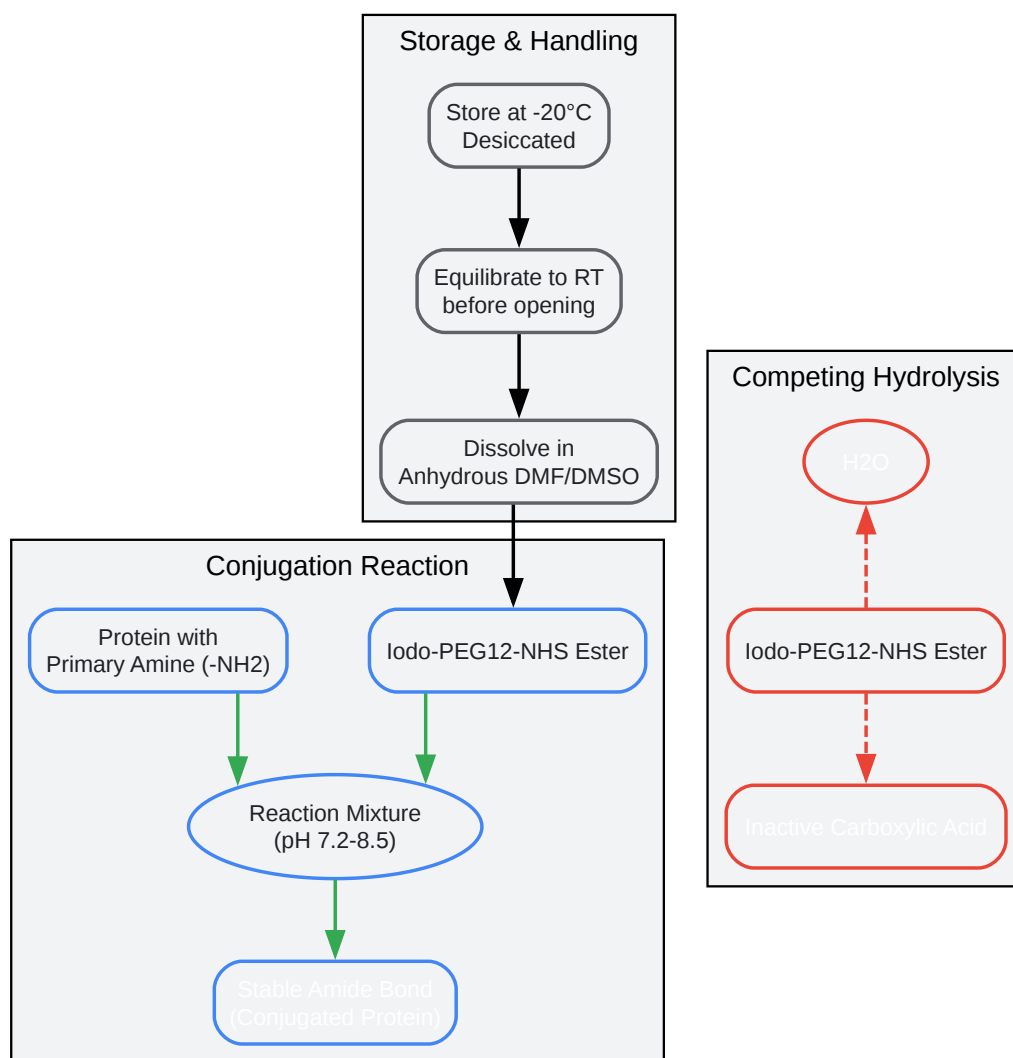 Storage & Handling
Store at -20°C
Desiccated
Equilibrate to RT
before opening
Dissolve in
Anhydrous DMF/DMSO
Competing Hydrolysis
H2O
Iodo-PEG12-NHS Ester
Inactive Carboxylic Acid
Conjugation Reaction
Protein with
Primary Amine (-NH2)
Iodo-PEG12-NHS Ester
Reaction Mixture
(pH 7.2-8.5)
Stable Amide Bond
(Conjugated Protein)